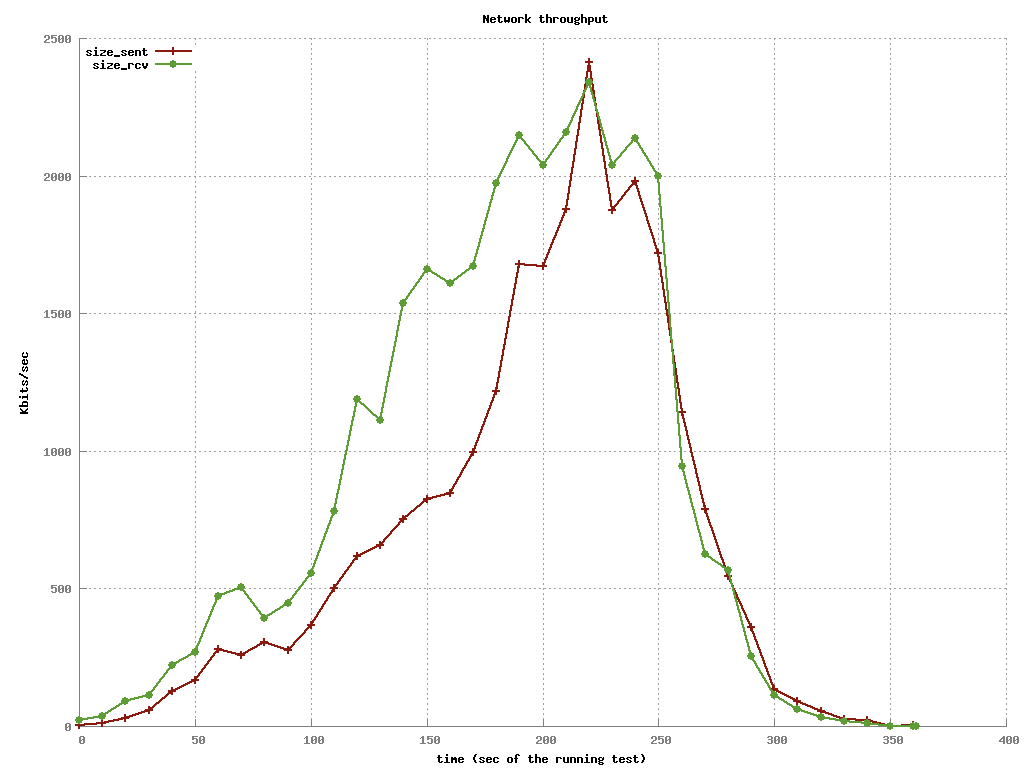 Network throughput
2500
size_sent
size_rcv
2000
1500
Kbits/sec
1000
500
0
0 50 100 150 200 250 300 350 400
time (sec of the running test)